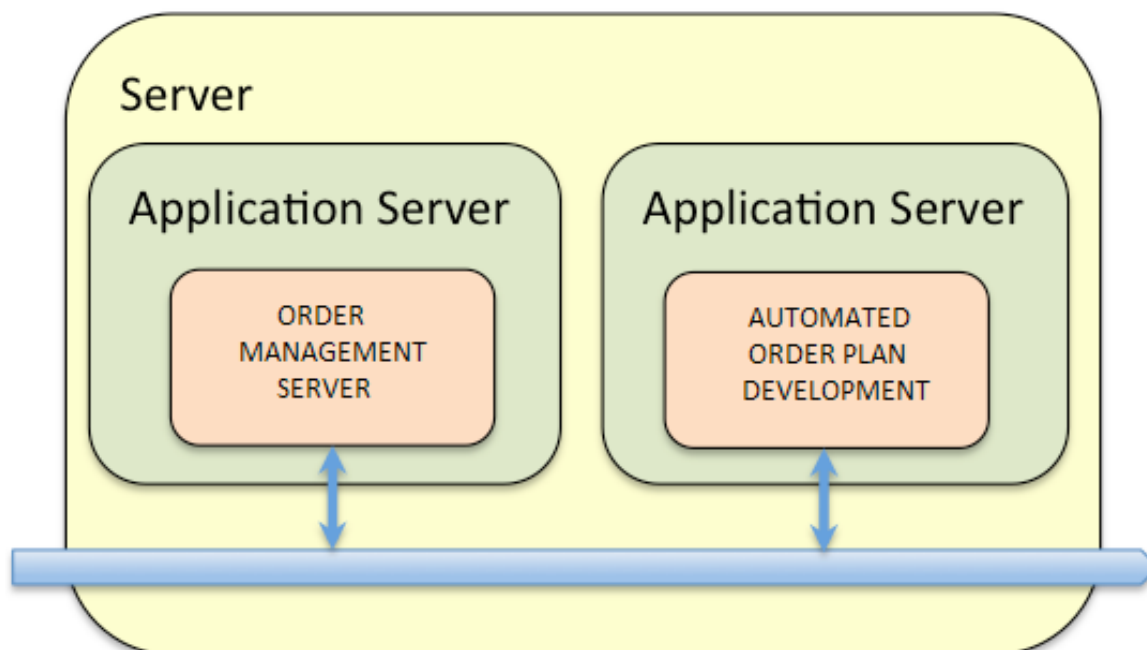 Server
Application Server
ORDER
MANAGEMENT
SERVER
Application Server
AUTOMATED
ORDER PLAN
DEVELOPMENT